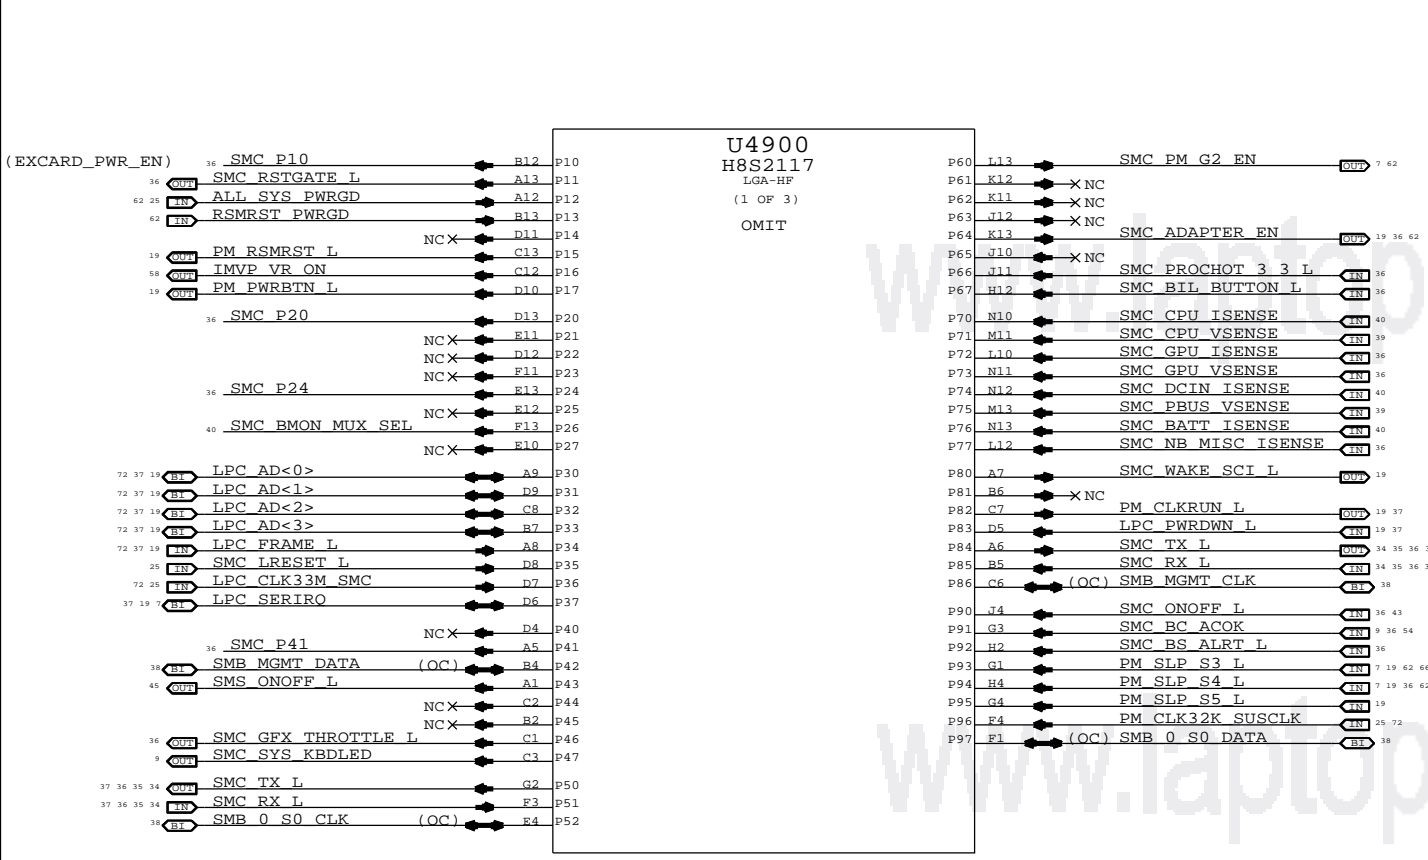 U4900
H8S2117
LGA-HF
(1 OF 3)
OMIT
(EXCARD_PWR_EN) 36 SMC_P10 B12 P10
36 OUT SMC_RSTGATE_L A13 P11
62 25 IN ALL_SYS_PWRGD A12 P12
62 IN RSMRST_PWRGD B13 P13
NC D11 P14
19 OUT PM_RSMRST_L C13 P15
58 OUT IMVP_VR_ON C12 P16
19 OUT PM_PWRBTN_L D10 P17
36 SMC_P20 D13 P20
NC E11 P21
NC D12 P22
NC F11 P23
36 SMC_P24 E13 P24
NC E12 P25
40 SMC_BMON_MUX_SEL F13 P26
NC E10 P27
72 37 19 BI LPC_AD<0> A9 P30
72 37 19 BI LPC_AD<1> D9 P31
72 37 19 BI LPC_AD<2> C8 P32
72 37 19 BI LPC_AD<3> B7 P33
72 37 19 IN LPC_FRAME_L A8 P34
25 IN SMC_LRESET_L D8 P35
72 25 IN LPC_CLK33M_SMC D7 P36
37 19 7 BI LPC_SERIRQ D6 P37
NC D4 P40
36 SMC_P41 A5 P41
38 BI SMB_MGMT_DATA (OC) B4 P42
45 OUT SMS_ONOFF_L A1 P43
NC C2 P44
NC B2 P45
36 OUT SMC_GFX_THROTTLE_L C1 P46
9 OUT SMC_SYS_KBDLED C3 P47
37 36 35 34 OUT SMC_TX_L G2 P50
37 36 35 34 IN SMC_RX_L F3 P51
38 BI SMB_0_S0_CLK (OC) E4 P52
P60 L13 SMC_PM_G2_EN OUT 7 62
P61 K12 NC
P62 K11 NC
P63 J12 NC
P64 K13 SMC_ADAPTER_EN OUT 19 36 62
P65 J10 NC
P66 J11 SMC_PROCHOT_3_3_L IN 36
P67 H12 SMC_BIL_BUTTON_L IN 36
P70 N10 SMC_CPU_ISENSE IN 40
P71 M11 SMC_CPU_VSENSE IN 39
P72 L10 SMC_GPU_ISENSE IN 36
P73 N11 SMC_GPU_VSENSE IN 36
P74 N12 SMC_DCIN_ISENSE IN 40
P75 M13 SMC_PBUS_VSENSE IN 39
P76 N13 SMC_BATT_ISENSE IN 40
P77 L12 SMC_NB_MISC_ISENSE IN 36
P80 A7 SMC_WAKE_SCI_L OUT 19
P81 B6 NC
P82 C7 PM_CLKRUN_L OUT 19 37
P83 D5 LPC_PWRDWN_L IN 19 37
P84 A6 SMC_TX_L OUT 34 35 36 3
P85 B5 SMC_RX_L IN 34 35 36 3
P86 C6 (OC) SMB_MGMT_CLK BI 38
P90 J4 SMC_ONOFF_L IN 36 43
P91 G3 SMC_BC_ACOK IN 9 36 54
P92 H2 SMC_BS_ALRT_L IN 36
P93 G1 PM_SLP_S3_L IN 7 19 62 66
P94 H4 PM_SLP_S4_L IN 7 19 36 62
P95 G4 PM_SLP_S5_L IN 19
P96 F4 PM_CLK32K_SUSCLK IN 25 72
P97 F1 (OC) SMB_0_S0_DATA BI 38
www.laptop
www.laptop